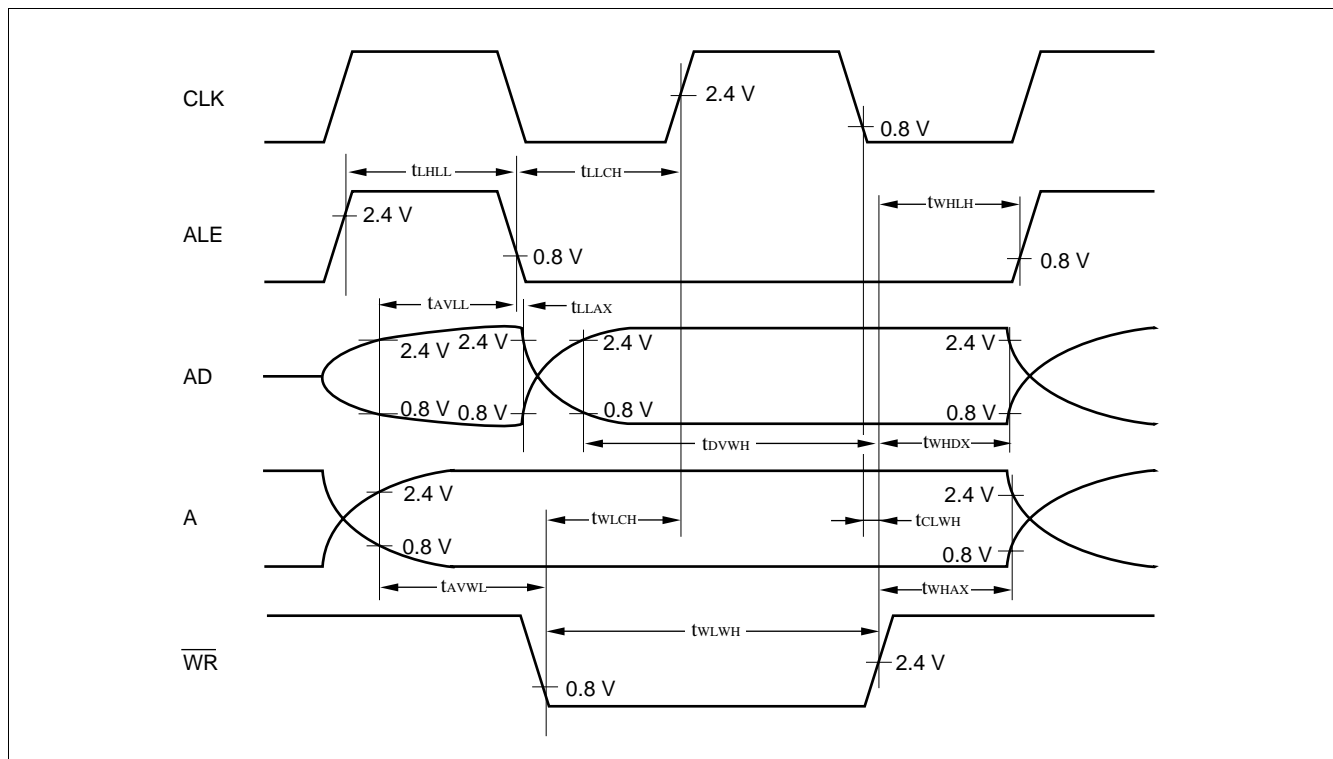 CLK
2.4 V
0.8 V
tLHLL
tLLCH
tWHLH
ALE
2.4 V
0.8 V
0.8 V
tAVLL
tLLAX
AD
2.4 V
2.4 V
2.4 V
2.4 V
0.8 V
0.8 V
0.8 V
0.8 V
tDVWH
tWHDX
A
2.4 V
2.4 V
tWLCH
tCLWH
0.8 V
0.8 V
tAVWL
tWHAX
tWLWH
WR
2.4 V
0.8 V